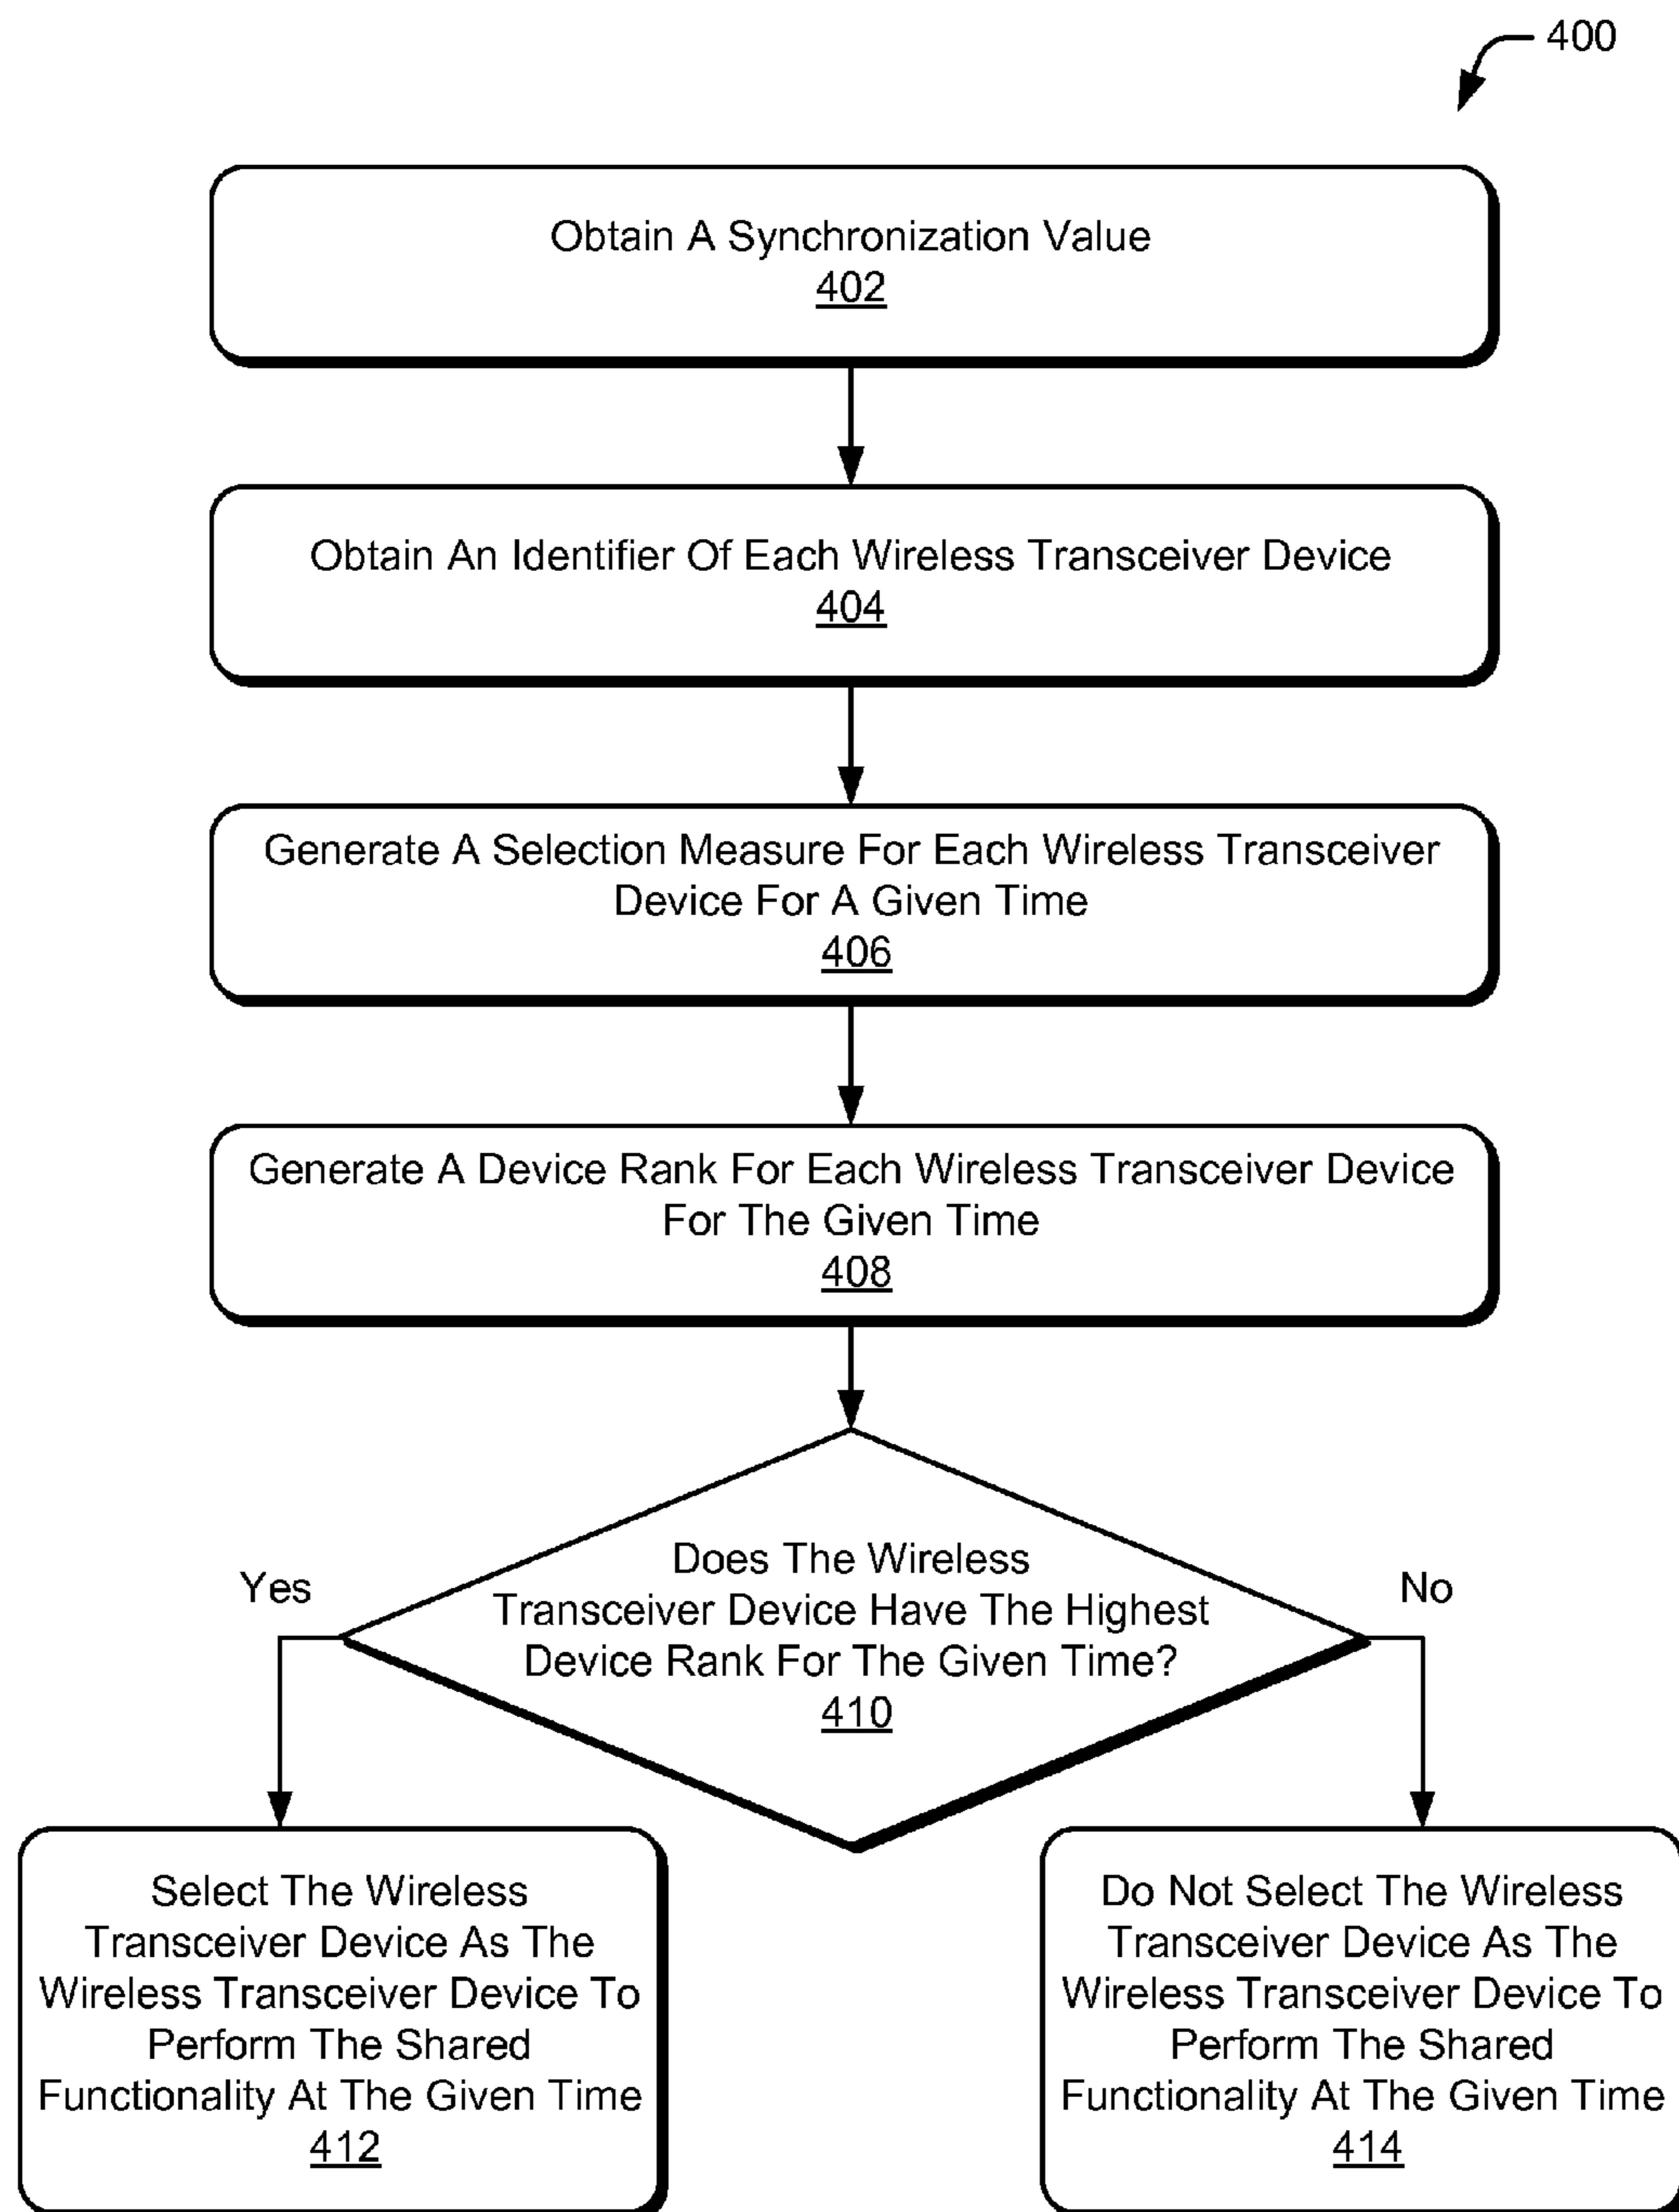 400
Obtain A Synchronization Value
402
Obtain An Identifier Of Each Wireless Transceiver Device
404
Generate A Selection Measure For Each Wireless Transceiver
Device For A Given Time
406
Generate A Device Rank For Each Wireless Transceiver Device
For The Given Time
408
Does The Wireless
Transceiver Device Have The Highest
Device Rank For The Given Time?
410
Yes
No
Select The Wireless
Transceiver Device As The
Wireless Transceiver Device To
Perform The Shared
Functionality At The Given Time
412
Do Not Select The Wireless
Transceiver Device As The
Wireless Transceiver Device To
Perform The Shared
Functionality At The Given Time
414